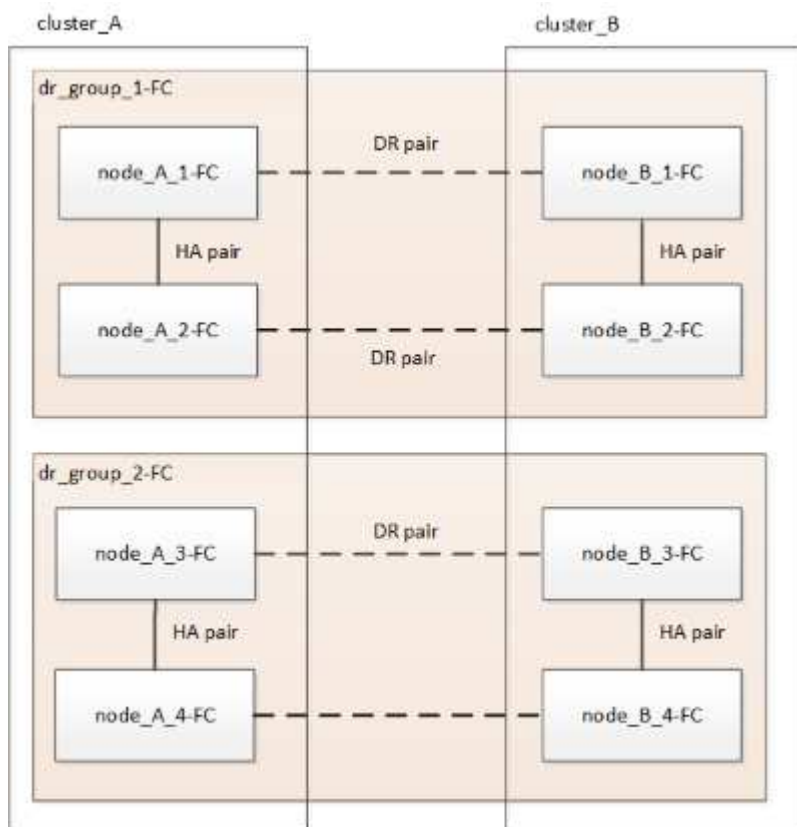 cluster_A
cluster_B
dr_group_1-FC
DR pair
node_A_1-FC
node_B_1-FC
HA pair
HA pair
node_A_2-FC
node_B_2-FC
DR pair
dr_group_2-FC
DR pair
node_A_3-FC
node_B_3-FC
HA pair
HA pair
node_A_4-FC
node_B_4-FC